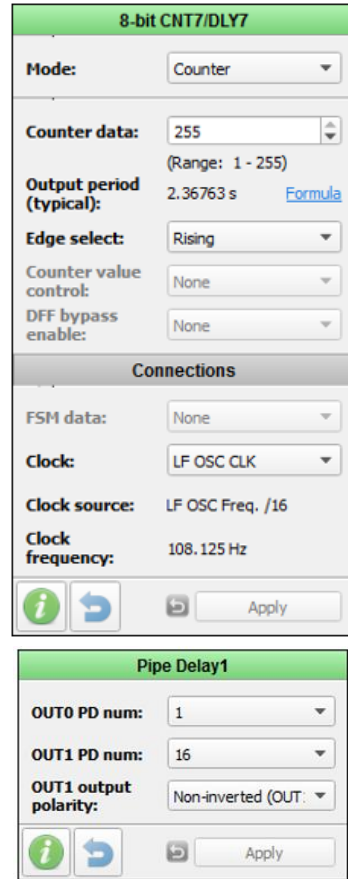 8-bit CNT7/DLY7
Mode: Counter
Counter data: 255
(Range: 1 - 255)
Output period (typical): 2.36763 s Formula
Edge select: Rising
Counter value control: None
DFF bypass enable: None
Connections
FSM data: None
Clock: LF OSC CLK
Clock source: LF OSC Freq. /16
Clock frequency: 108.125 Hz
Apply
Pipe Delay1
OUT0 PD num: 1
OUT1 PD num: 16
OUT1 output polarity: Non-inverted (OUT:
Apply